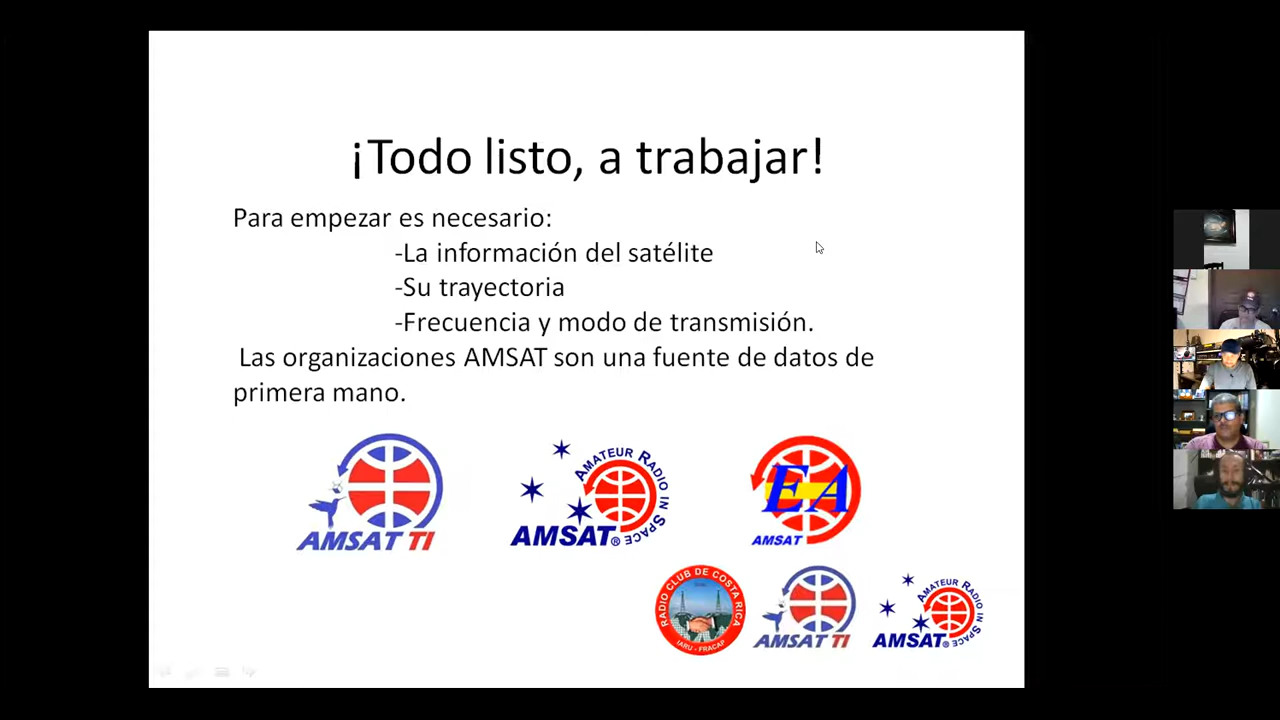 ¡Todo listo, a trabajar!
Para empezar es necesario:
-La información del satélite
-Su trayectoria
-Frecuencia y modo de transmisión.
Las organizaciones AMSAT son una fuente de datos de
primera mano.
AMSAT TI
AMATEUR RADIO IN SPACE
AMSAT®
EA
AMSAT
RADIO CLUB DE COSTA RICA
IARU - FRACAP
AMSAT TI
AMATEUR RADIO IN SPACE
AMSAT®